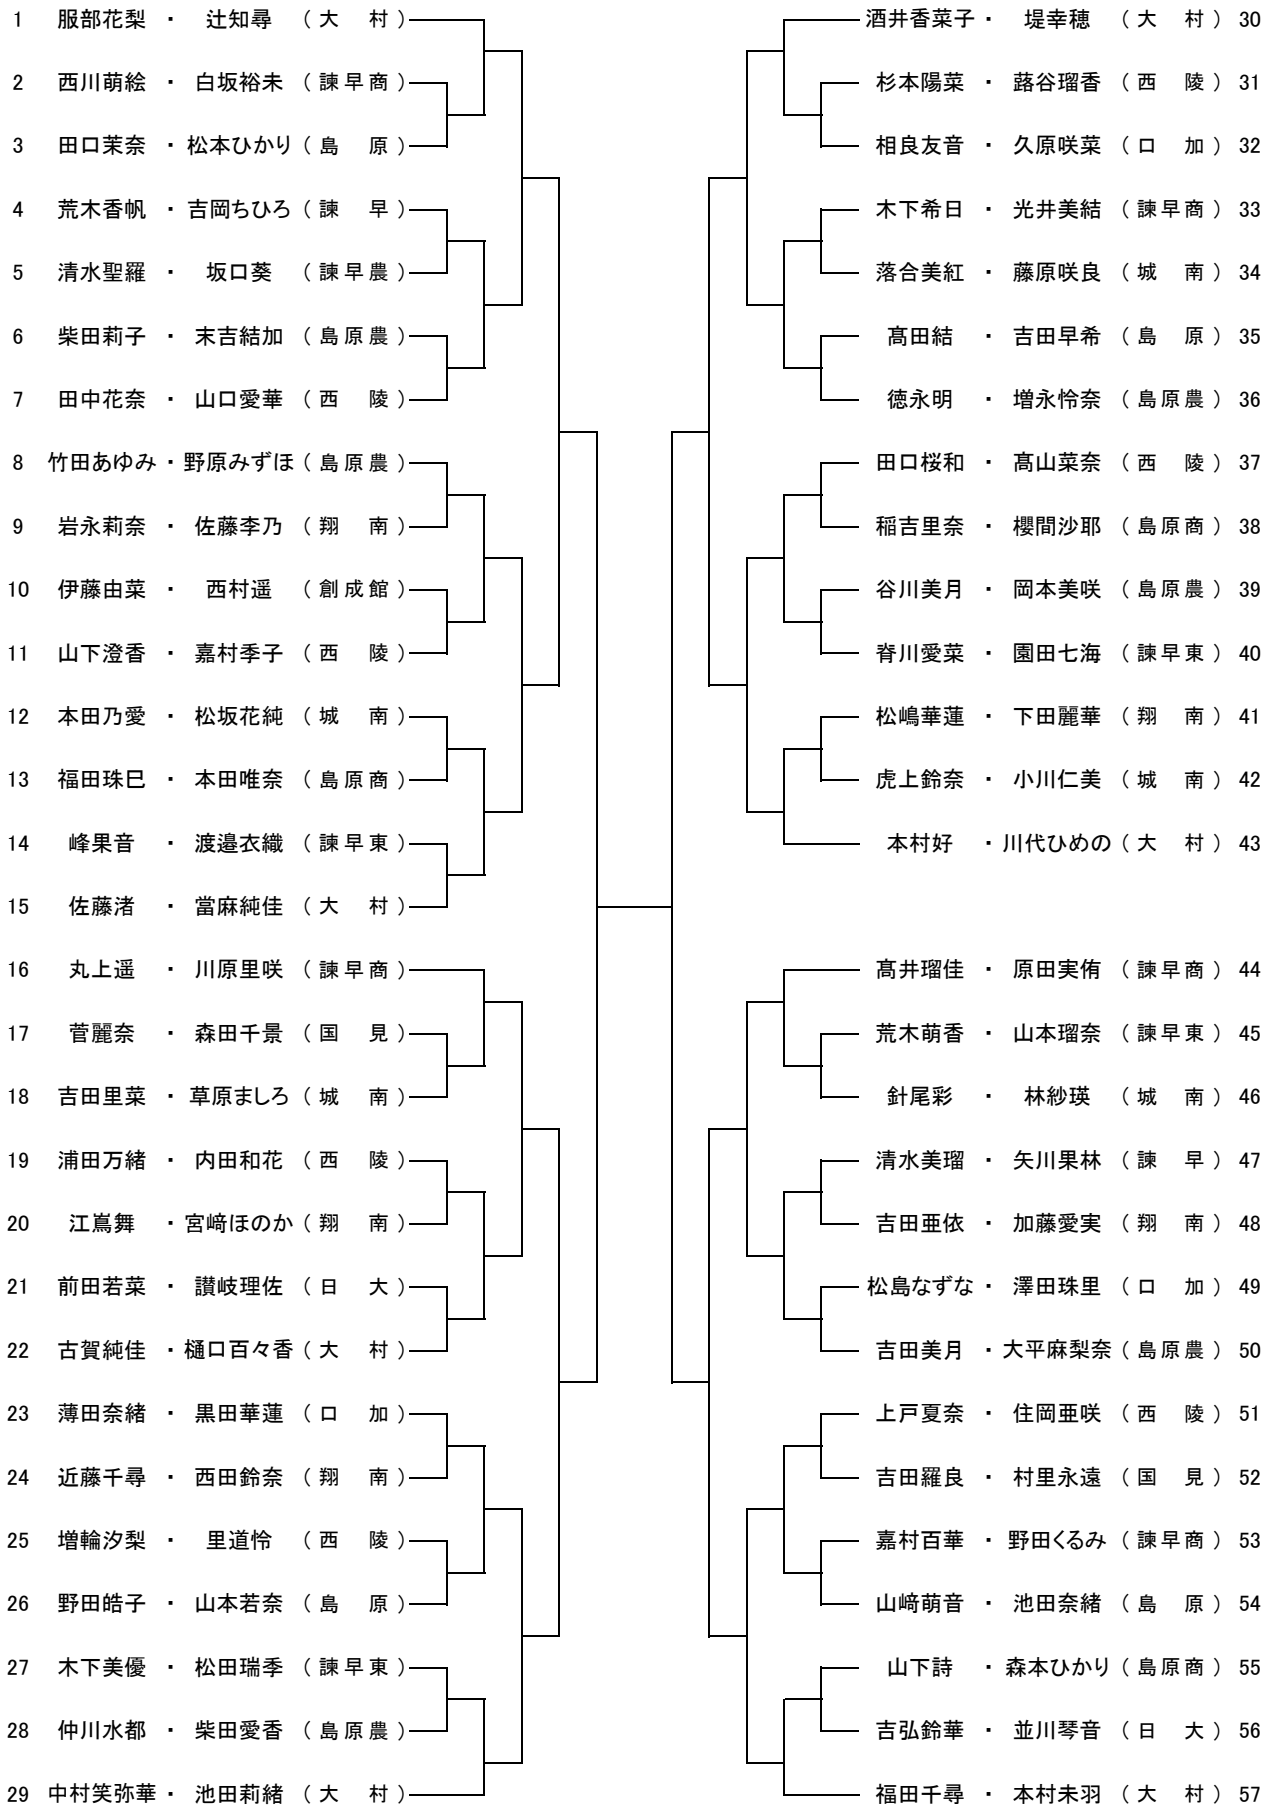 1 服部花梨 ・ 辻知尋 （ 大 村 ）
2 西川萌絵 ・ 白坂裕未 （ 諫早商 ）
3 田口茉奈 ・ 松本ひかり （ 島 原 ）
4 荒木香帆 ・ 吉岡ちひろ （ 諫 早 ）
5 清水聖羅 ・ 坂口葵 （ 諫早農 ）
6 柴田莉子 ・ 末吉結加 （ 島原農 ）
7 田中花奈 ・ 山口愛華 （ 西 陵 ）
8 竹田あゆみ ・ 野原みずほ （ 島原農 ）
9 岩永莉奈 ・ 佐藤李乃 （ 翔 南 ）
10 伊藤由菜 ・ 西村遥 （ 創成館 ）
11 山下澄香 ・ 嘉村季子 （ 西 陵 ）
12 本田乃愛 ・ 松坂花純 （ 城 南 ）
13 福田珠巳 ・ 本田唯奈 （ 島原商 ）
14 峰果音 ・ 渡邉衣織 （ 諫早東 ）
15 佐藤渚 ・ 當麻純佳 （ 大 村 ）
16 丸上遥 ・ 川原里咲 （ 諫早商 ）
17 菅麗奈 ・ 森田千景 （ 国 見 ）
18 吉田里菜 ・ 草原ましろ （ 城 南 ）
19 浦田万緒 ・ 内田和花 （ 西 陵 ）
20 江嶌舞 ・ 宮﨑ほのか （ 翔 南 ）
21 前田若菜 ・ 讃岐理佐 （ 日 大 ）
22 古賀純佳 ・ 樋口百々香 （ 大 村 ）
23 薄田奈緒 ・ 黒田華蓮 （ 口 加 ）
24 近藤千尋 ・ 西田鈴奈 （ 翔 南 ）
25 増輪汐梨 ・ 里道怜 （ 西 陵 ）
26 野田皓子 ・ 山本若奈 （ 島 原 ）
27 木下美優 ・ 松田瑞季 （ 諫早東 ）
28 仲川水都 ・ 柴田愛香 （ 島原農 ）
29 中村笑弥華 ・ 池田莉緒 （ 大 村 ）
酒井香菜子 ・ 堤幸穂 （ 大 村 ） 30
杉本陽菜 ・ 蕗谷瑠香 （ 西 陵 ） 31
相良友音 ・ 久原咲菜 （ 口 加 ） 32
木下希日 ・ 光井美結 （ 諫早商 ） 33
落合美紅 ・ 藤原咲良 （ 城 南 ） 34
髙田結 ・ 吉田早希 （ 島 原 ） 35
徳永明 ・ 増永怜奈 （ 島原農 ） 36
田口桜和 ・ 髙山菜奈 （ 西 陵 ） 37
稲吉里奈 ・ 櫻間沙耶 （ 島原商 ） 38
谷川美月 ・ 岡本美咲 （ 島原農 ） 39
脊川愛菜 ・ 園田七海 （ 諫早東 ） 40
松嶋華蓮 ・ 下田麗華 （ 翔 南 ） 41
虎上鈴奈 ・ 小川仁美 （ 城 南 ） 42
本村好 ・ 川代ひめの （ 大 村 ） 43
髙井瑠佳 ・ 原田実侑 （ 諫早商 ） 44
荒木萌香 ・ 山本瑠奈 （ 諫早東 ） 45
針尾彩 ・ 林紗瑛 （ 城 南 ） 46
清水美瑠 ・ 矢川果林 （ 諫 早 ） 47
吉田亜依 ・ 加藤愛実 （ 翔 南 ） 48
松島なずな ・ 澤田珠里 （ 口 加 ） 49
吉田美月 ・ 大平麻梨奈 （ 島原農 ） 50
上戸夏奈 ・ 住岡亜咲 （ 西 陵 ） 51
吉田羅良 ・ 村里永遠 （ 国 見 ） 52
嘉村百華 ・ 野田くるみ （ 諫早商 ） 53
山﨑萌音 ・ 池田奈緒 （ 島 原 ） 54
山下詩 ・ 森本ひかり （ 島原商 ） 55
吉弘鈴華 ・ 並川琴音 （ 日 大 ） 56
福田千尋 ・ 本村未羽 （ 大 村 ） 57